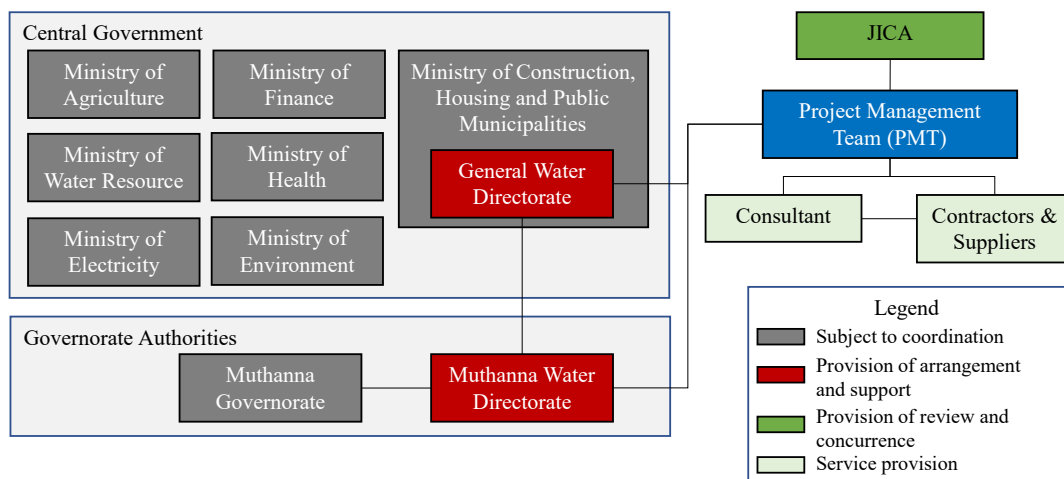 Central Government
Ministry of
Agriculture
Ministry of
Finance
Ministry of Construction,
Housing and Public
Municipalities
Ministry of
Water Resource
Ministry of
Health
General Water
Directorate
Ministry of
Electricity
Ministry of
Environment
Governorate Authorities
Muthanna
Governorate
Muthanna Water
Directorate
JICA
Project Management
Team (PMT)
Consultant
Contractors &
Suppliers
Legend
Subject to coordination
Provision of arrangement
and support
Provision of review and
concurrence
Service provision